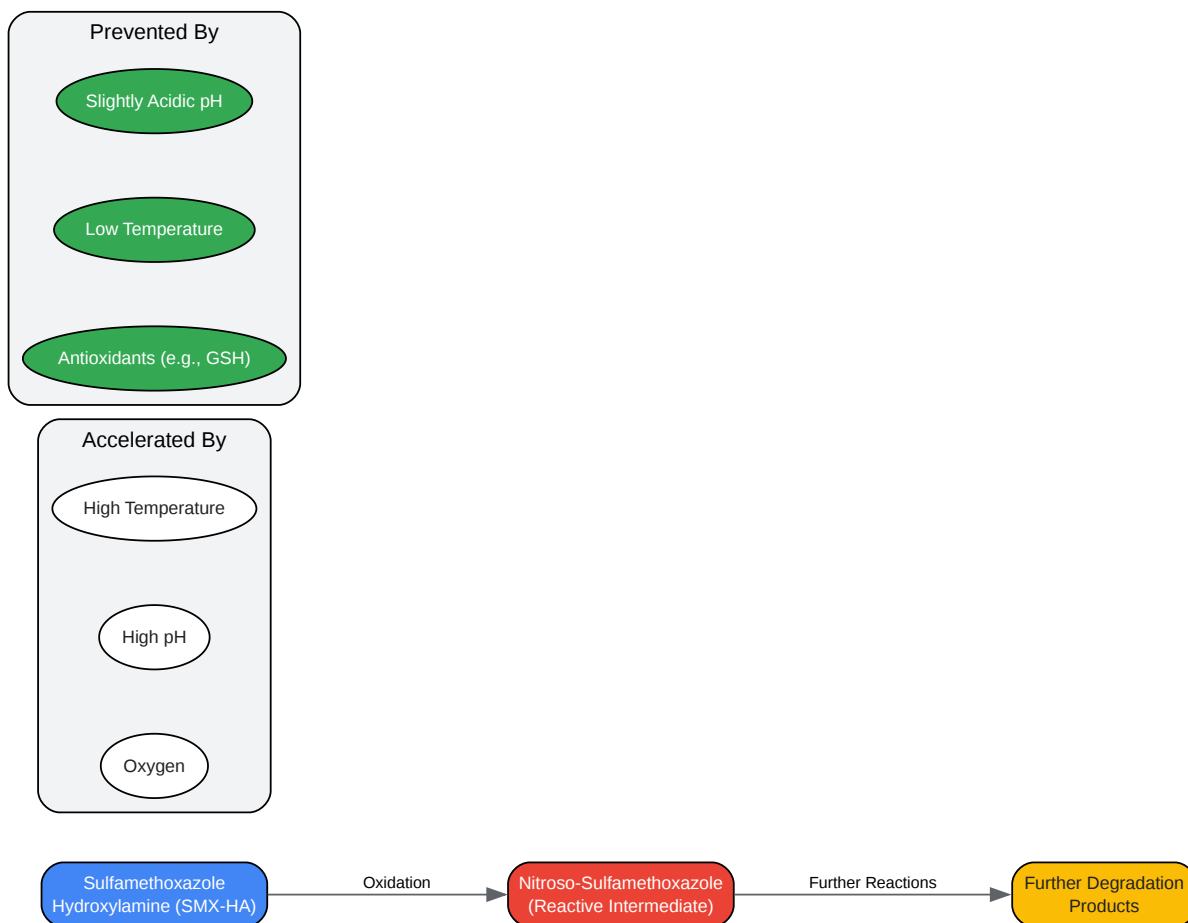 Prevented By
Slightly Acidic pH
Low Temperature
Antioxidants (e.g., GSH)
Accelerated By
High Temperature
High pH
Oxygen
Sulfamethoxazole
Hydroxylamine (SMX-HA)
Oxidation
Nitroso-Sulfamethoxazole
(Reactive Intermediate)
Further Reactions
Further Degradation
Products